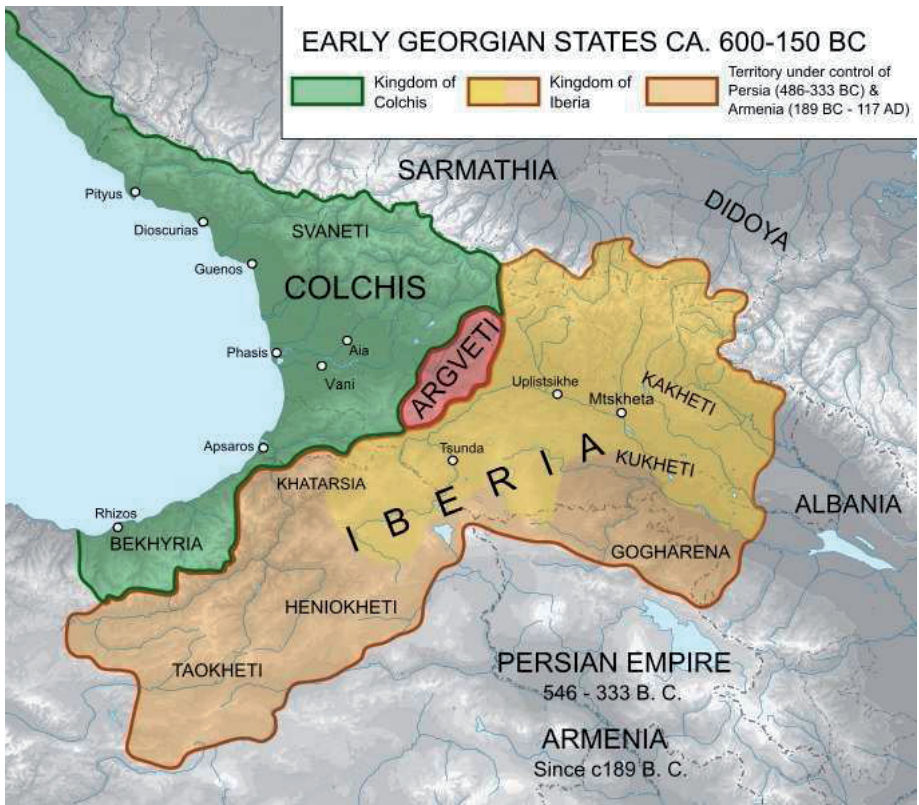 EARLY GEORGIAN STATES CA. 600-150 BC
Kingdom of
Colchis
Kingdom of
Iberia
Territory under control of
Persia (486-333 BC) &
Armenia (189 BC - 117 AD)
SARMATHIA
DIDOYA
Pityus
Dioscurias
SVANETI
Guenos
COLCHIS
Phasis
Aia
Vani
ARGVETI
Uplistsikhe
Mtskheta
KAKHETI
Apsaros
Tsunda
KUKHETI
KHATARSIA
IBERIA
ALBANIA
Rhizos
BEKHYRIA
GOGHARENA
HENIOKHETI
TAOKHETI
PERSIAN EMPIRE
546 - 333 B. C.
ARMENIA
Since c189 B. C.